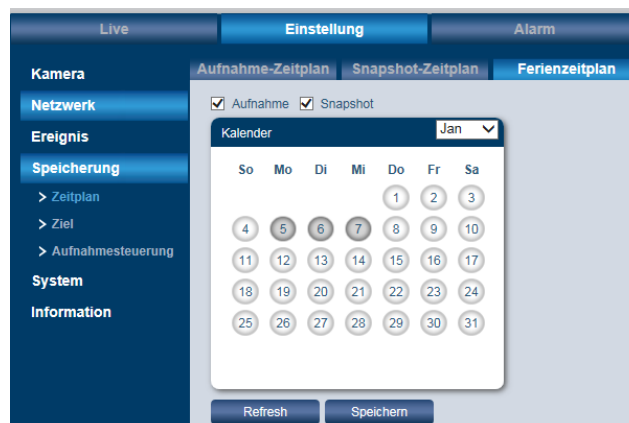 Live Einstellung Alarm
Aufnahme-Zeitplan Snapshot-Zeitplan Ferienzeitplan
Kamera
Netzwerk
Ereignis
Speicherung
> Zeitplan
> Ziel
> Aufnahmesteuerung
System
Information
Aufnahme Snapshot
Kalender Jan
So Mo Di Mi Do Fr Sa
1 2 3
4 5 6 7 8 9 10
11 12 13 14 15 16 17
18 19 20 21 22 23 24
25 26 27 28 29 30 31
Refresh Speichern